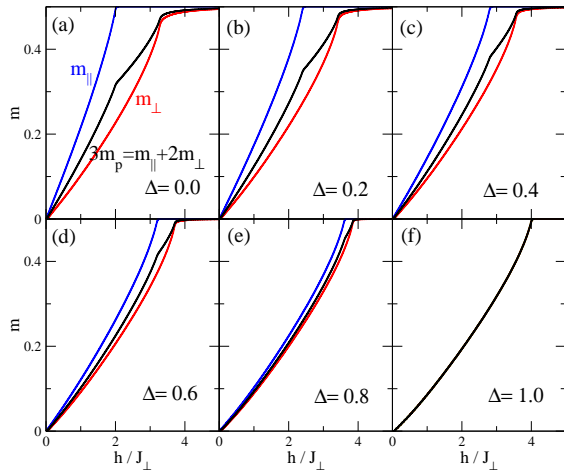 (a)
m∥
m⊥
3m_p=m∥+2m⊥
Δ= 0.0
(b)
Δ= 0.2
(c)
Δ= 0.4
m
0.4
0.2
0
(d)
Δ= 0.6
(e)
Δ= 0.8
(f)
Δ= 1.0
m
0.4
0.2
0
0 2 4
0 2 4
0 2 4
h / J⊥
h / J⊥
h / J⊥